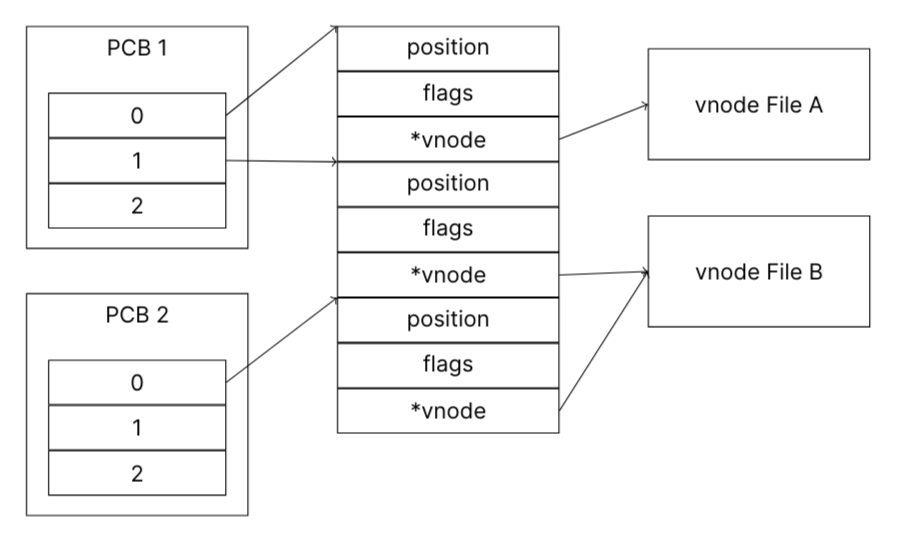 PCB 1
0
1
2
PCB 2
0
1
2
position
flags
*vnode
position
flags
*vnode
position
flags
*vnode
vnode File A
vnode File B